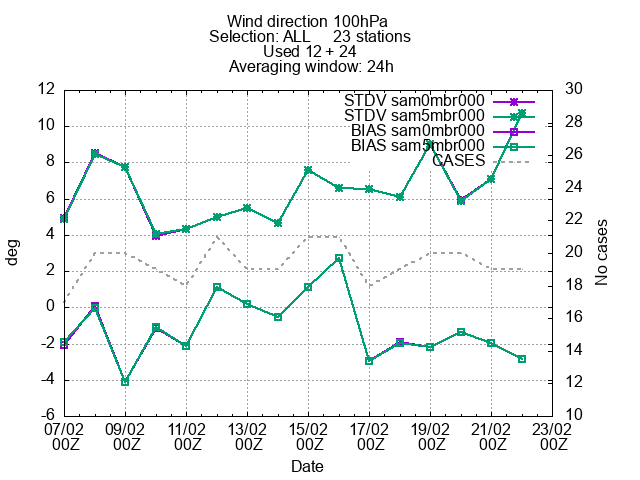 Wind direction 100hPa
Selection: ALL 23 stations
Used 12 + 24
Averaging window: 24h
STDV sam0mbr000
STDV sam5mbr000
BIAS sam0mbr000
BIAS sam5mbr000
CASES
12
10
8
6
4
2
0
-2
-4
-6
deg
30
28
26
24
22
20
18
16
14
12
10
No cases
07/02 09/02 11/02 13/02 15/02 17/02 19/02 21/02 23/02
00Z 00Z 00Z 00Z 00Z 00Z 00Z 00Z 00Z
Date